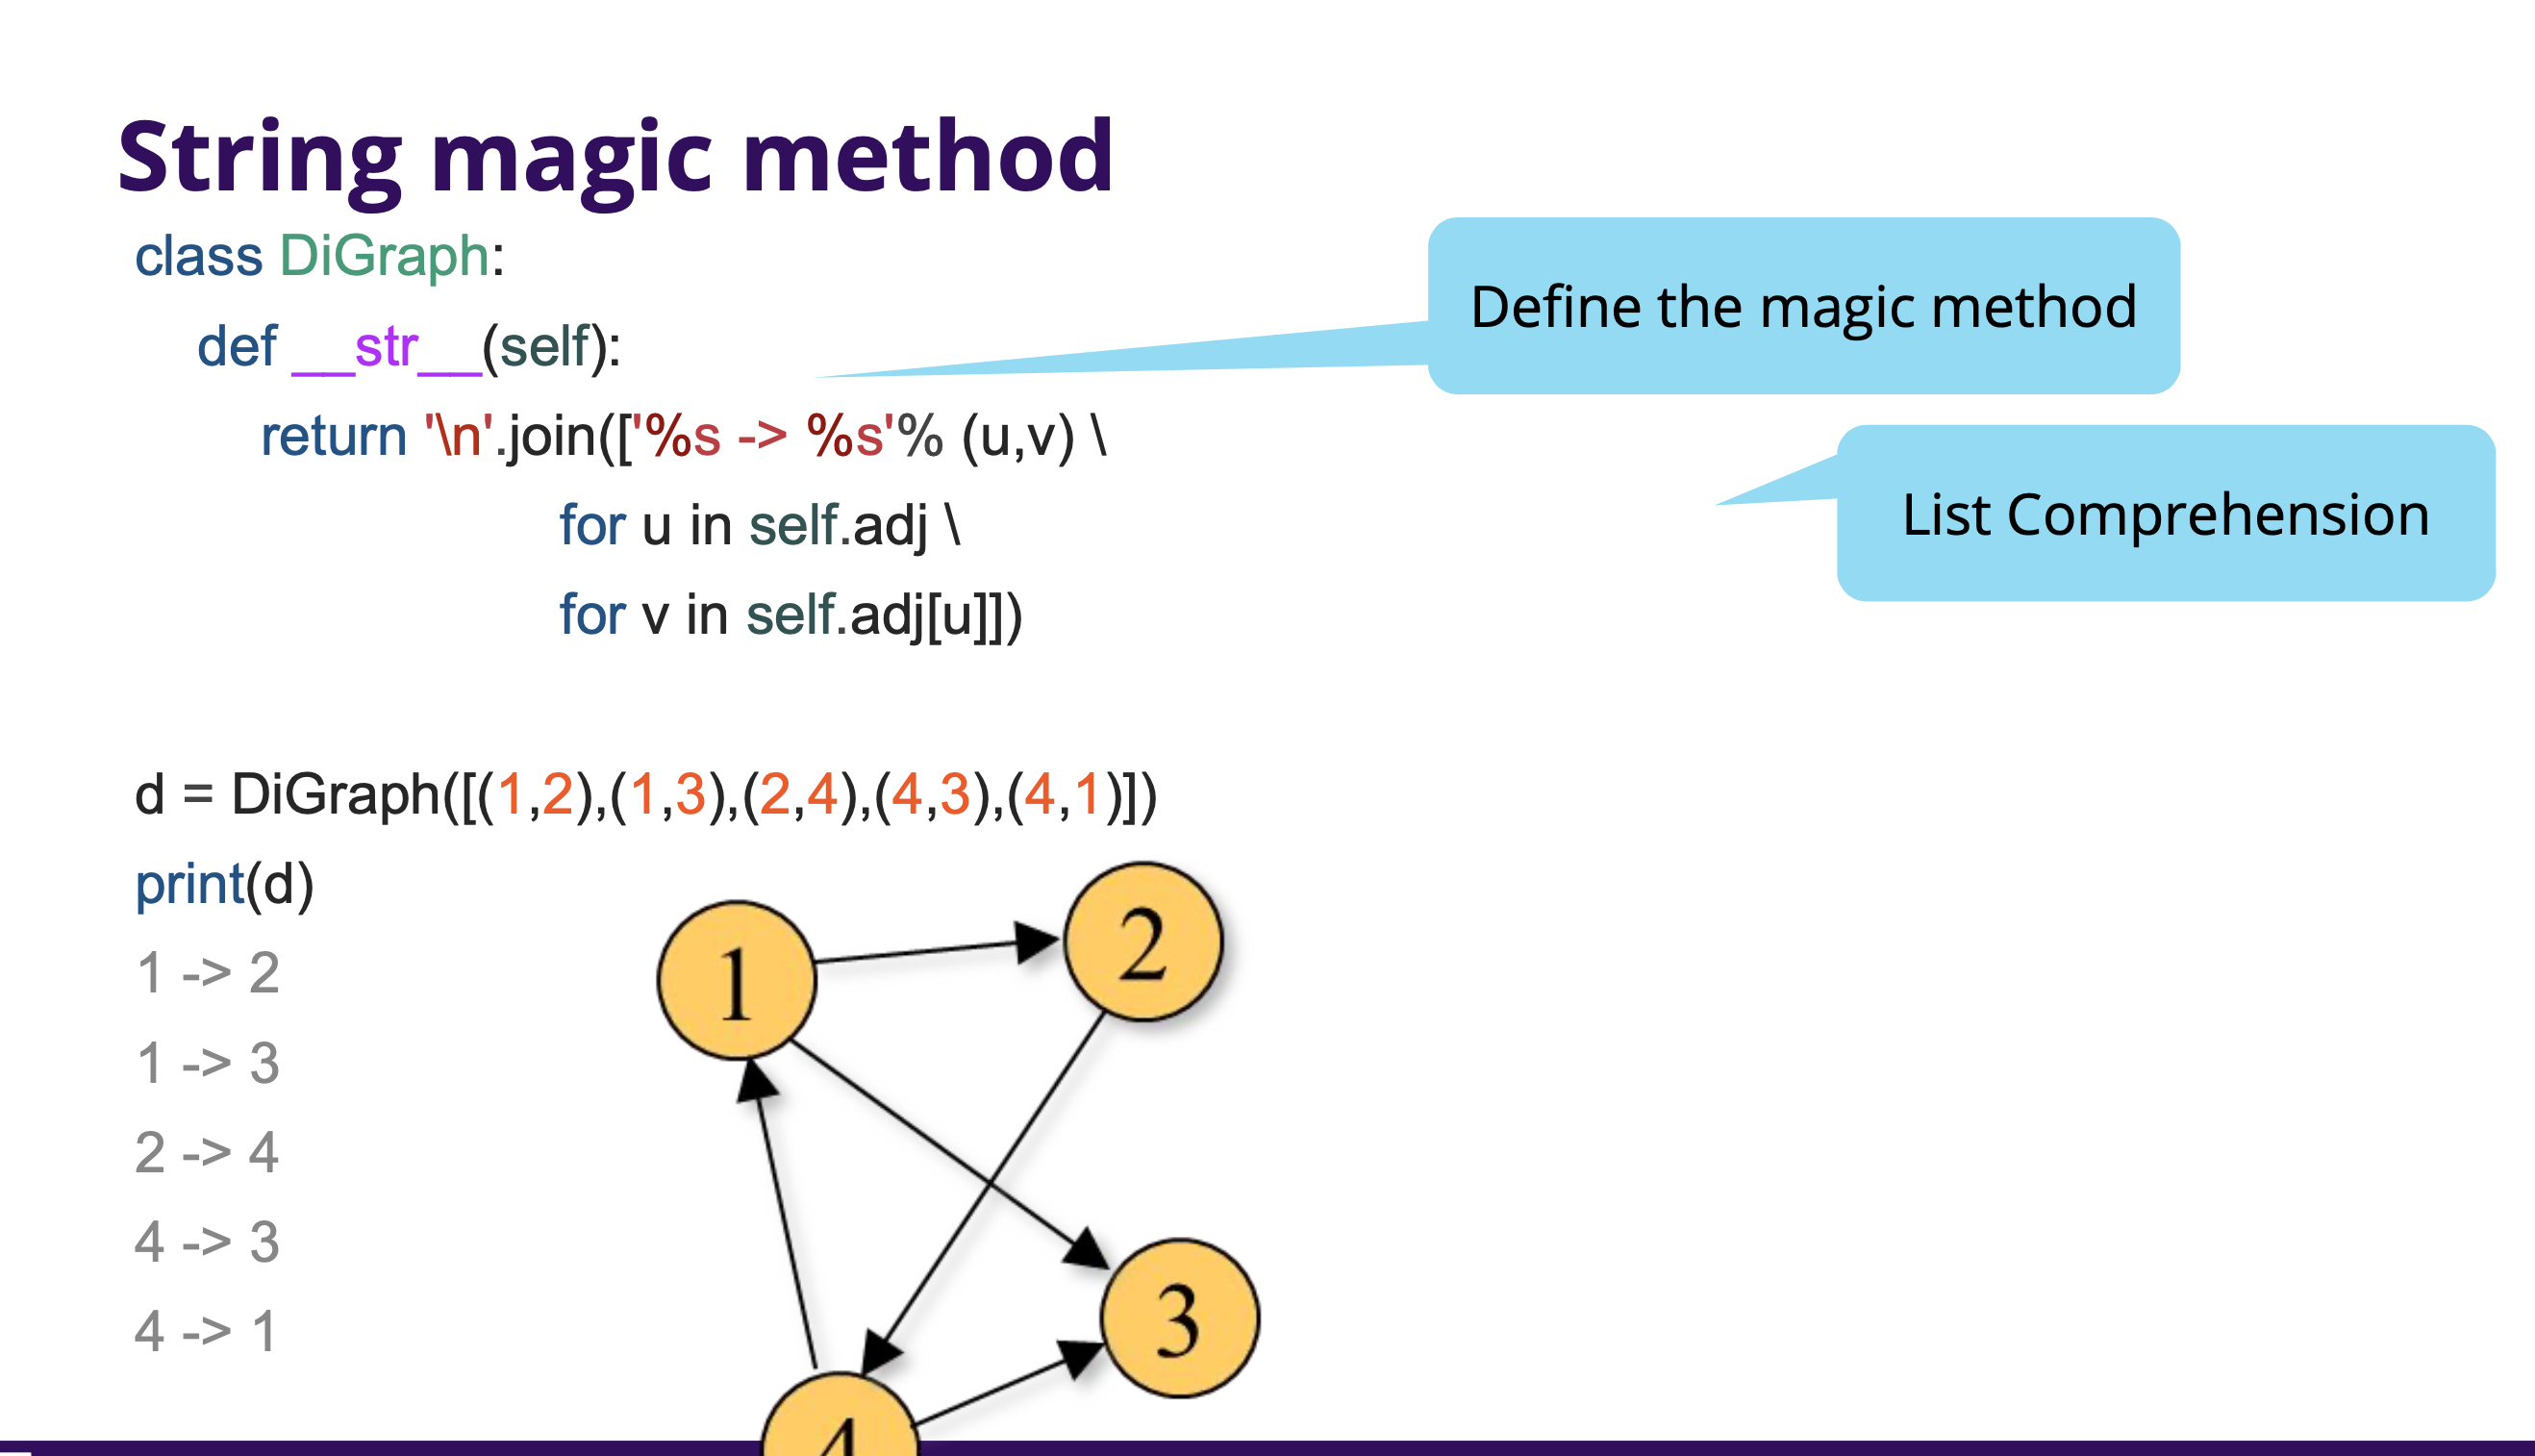 String magic method
class DiGraph:
def __str__(self):
return '\n'.join(['%s -> %s'% (u,v) \
for u in self.adj \
for v in self.adj[u]])
Define the magic method
List Comprehension
d = DiGraph([(1,2),(1,3),(2,4),(4,3),(4,1)])
print(d)
1 -> 2
1 -> 3
2 -> 4
4 -> 3
4 -> 1
1
2
3
4